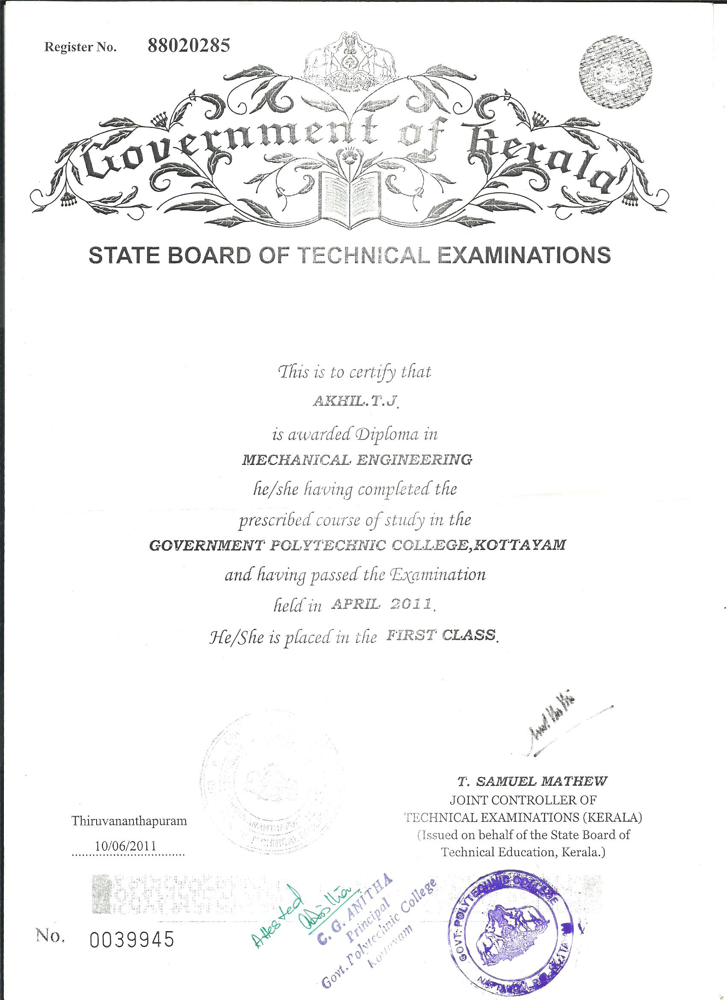 Register No. 88020285
Government of Kerala
STATE BOARD OF TECHNICAL EXAMINATIONS
This is to certify that
AKHIL.T.J.
is awarded Diploma in
MECHANICAL ENGINEERING
he/she having completed the
prescribed course of study in the
GOVERNMENT POLYTECHNIC COLLEGE,KOTTAYAM
and having passed the Examination
held in APRIL 2011.
He/She is placed in the FIRST CLASS.
T. SAMUEL MATHEW
JOINT CONTROLLER OF
TECHNICAL EXAMINATIONS (KERALA)
(Issued on behalf of the State Board of
Technical Education, Kerala.)
Thiruvananthapuram
10/06/2011
No. 0039945
Attested
C. G. ANITHA
Principal
Govt. Polytechnic College
Kottayam
GOVT: POLYTECHNIC COLLEGE
NATTAKOM P.O.